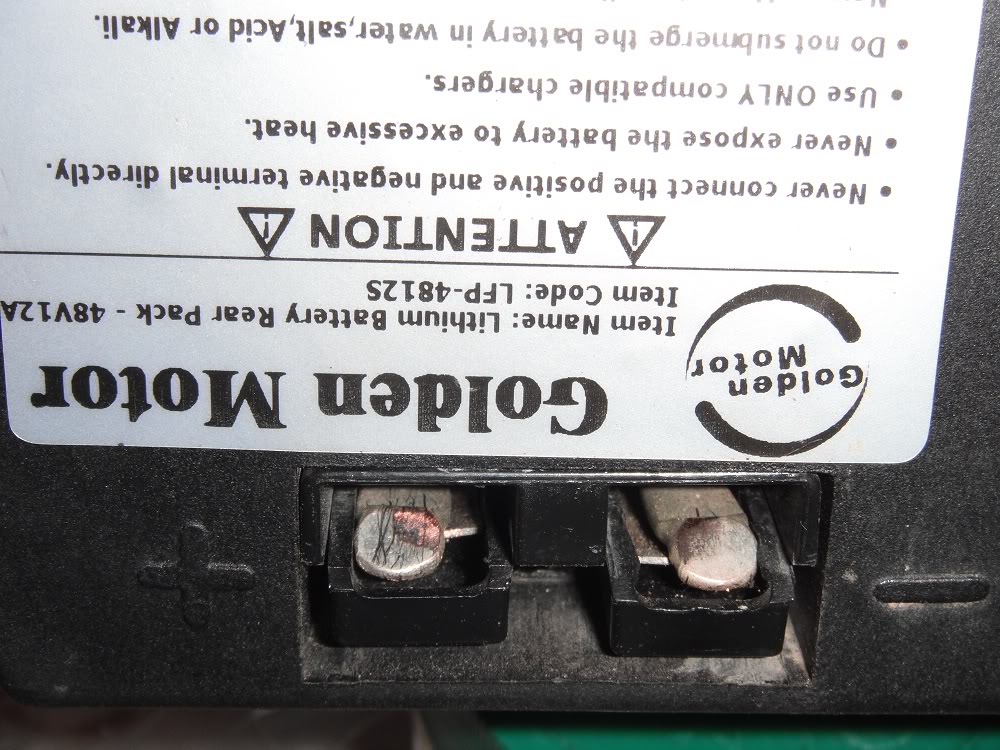 Golden Motor
Golden
Motor
Item Name: Lithium Battery Rear Pack - 48V12A
Item Code: LFP-4812S
ATTENTION
• Never connect the positive and negative terminal directly.
• Never expose the battery to excessive heat.
• Use ONLY compatible chargers.
• Do not submerge the battery in water,salt,Acid or Alkali.